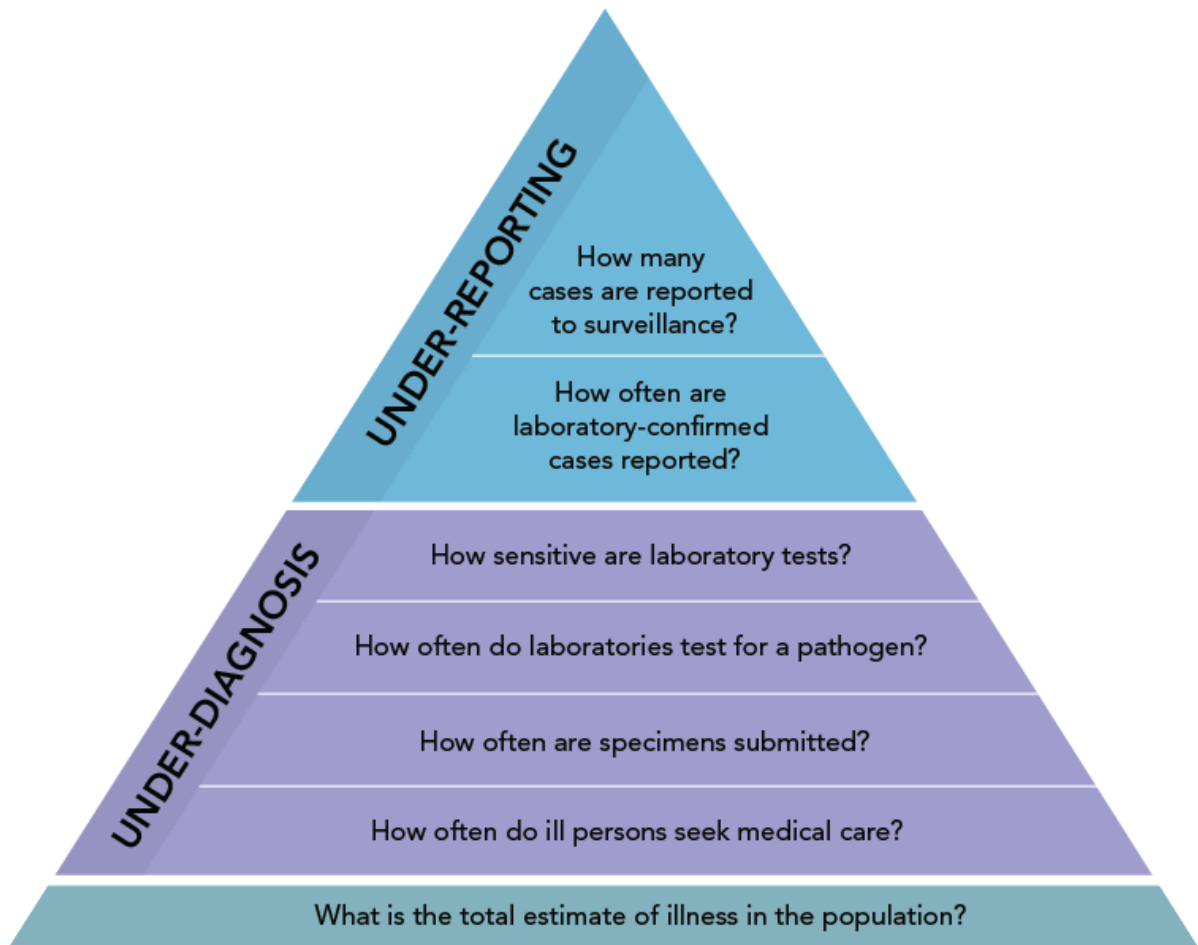 UNDER-REPORTING
How many
cases are reported
to surveillance?
How often are
laboratory-confirmed
cases reported?
UNDER-DIAGNOSIS
How sensitive are laboratory tests?
How often do laboratories test for a pathogen?
How often are specimens submitted?
How often do ill persons seek medical care?
What is the total estimate of illness in the population?